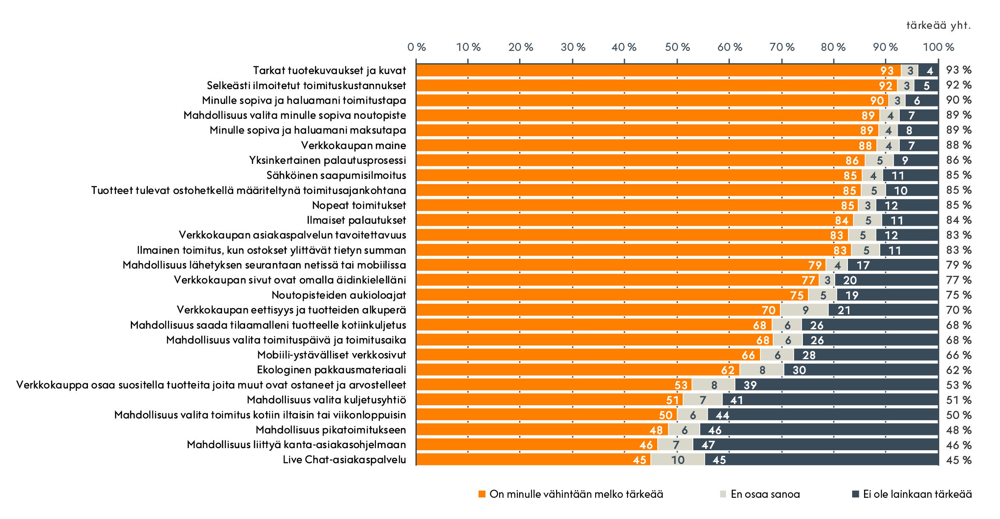 tärkeää yht.
0 % 10 % 20 % 30 % 40 % 50 % 60 % 70 % 80 % 90 % 100 %
Tarkat tuotekuvaukset ja kuvat 93 3 4 93 %
Selkeästi ilmoitetut toimituskustannukset 92 3 5 92 %
Minulle sopiva ja haluamani toimitustapa 90 3 6 90 %
Mahdollisuus valita minulle sopiva noutopiste 89 4 7 89 %
Minulle sopiva ja haluamani maksutapa 89 4 8 89 %
Verkkokaupan maine 88 4 7 88 %
Yksinkertainen palautusprosessi 86 5 9 86 %
Sähköinen saapumisilmoitus 85 4 11 85 %
Tuotteet tulevat ostohetkellä määriteltynä toimitusajankohtana 85 5 10 85 %
Nopeat toimitukset 85 3 12 85 %
Ilmaiset palautukset 84 5 11 84 %
Verkkokaupan asiakaspalvelun tavoitettavuus 83 5 12 83 %
Ilmainen toimitus, kun ostokset ylittävät tietyn summan 83 5 11 83 %
Mahdollisuus lähetyksen seurantaan netissä tai mobiilissa 79 4 17 79 %
Verkkokaupan sivut ovat omalla äidinkielelläni 77 3 20 77 %
Noutopisteiden aukioloajat 75 5 19 75 %
Verkkokaupan eettisyys ja tuotteiden alkuperä 70 9 21 70 %
Mahdollisuus saada tilaamalleni tuotteelle kotiinkuljetus 68 6 26 68 %
Mahdollisuus valita toimituspäivä ja toimitusaika 68 6 26 68 %
Mobiili-ystävälliset verkkosivut 66 6 28 66 %
Ekologinen pakkausmateriaali 62 8 30 62 %
Verkkokauppa osaa suositella tuotteita joita muut ovat ostaneet ja arvostelleet 53 8 39 53 %
Mahdollisuus valita kuljetusyhtiö 51 7 41 51 %
Mahdollisuus valita toimitus kotiin iltaisin tai viikonloppuisin 50 6 44 50 %
Mahdollisuus pikatoimitukseen 48 6 46 48 %
Mahdollisuus liittyä kanta-asiakasohjelmaan 46 7 47 46 %
Live Chat-asiakaspalvelu 45 10 45 45 %
On minulle vähintään melko tärkeää En osaa sanoa Ei ole lainkaan tärkeää